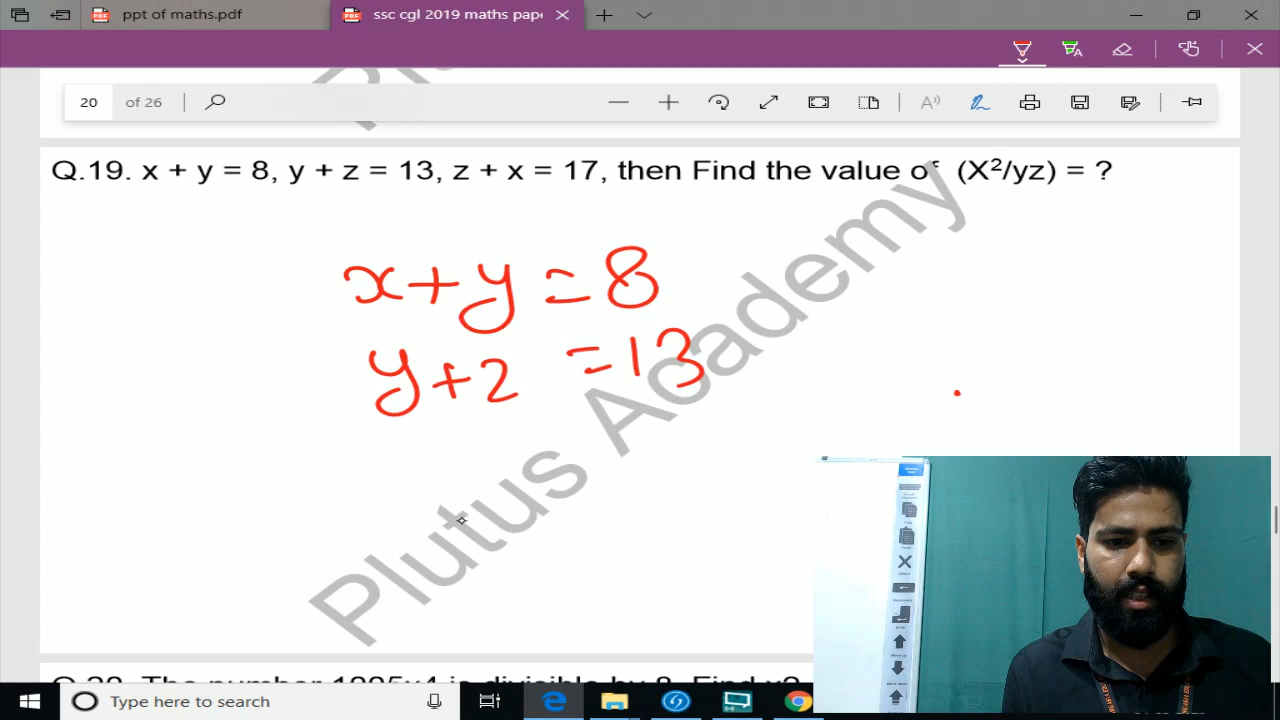 ppt of maths.pdf
ssc cgl 2019 maths pape
20 of 26
Q.19. x + y = 8, y + z = 13, z + x = 17, then Find the value of (X²/yz) = ?
x+y=8
y+z =13
Plutus Academy
Type here to search